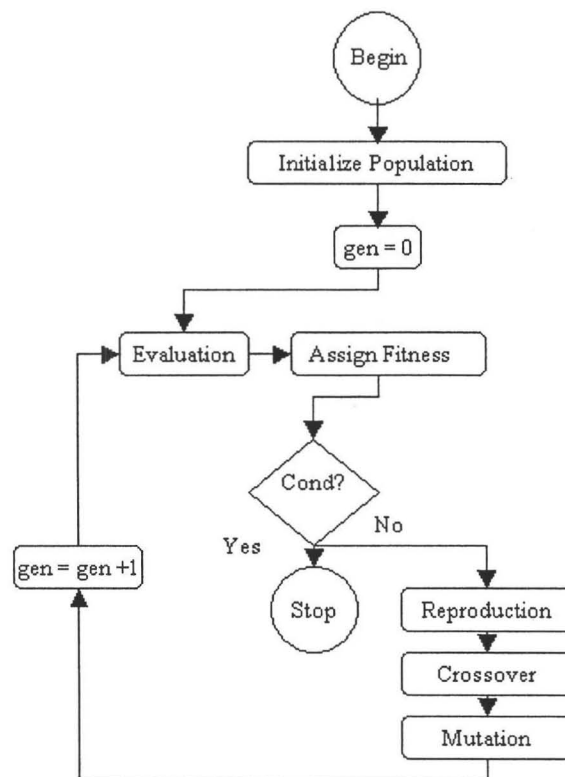 Begin
Initialize Population
gen = 0
Evaluation
Assign Fitness
Cond?
Yes
No
gen = gen +1
Stop
Reproduction
Crossover
Mutation